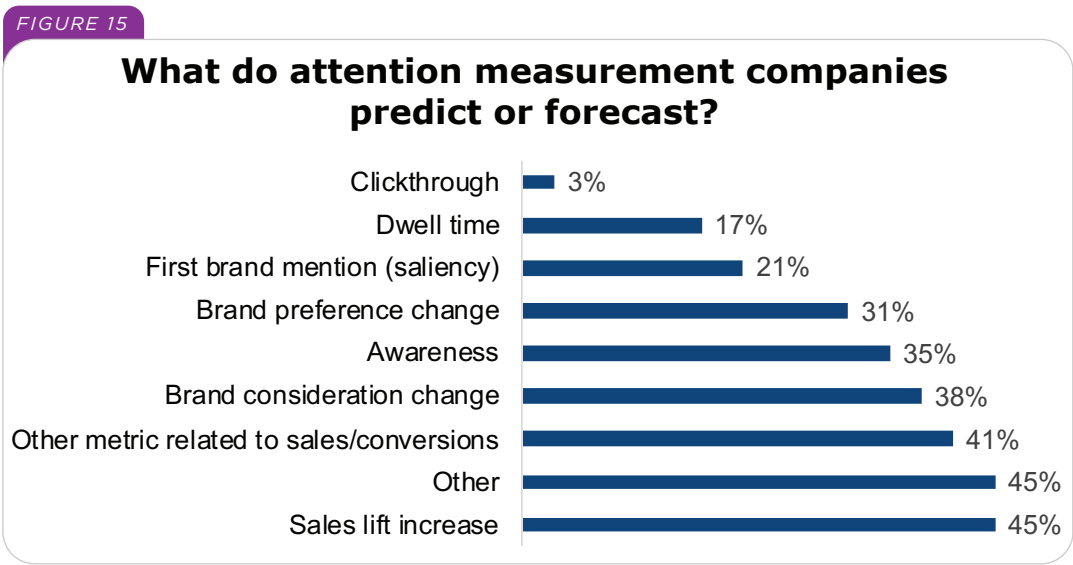 FIGURE 15
What do attention measurement companies
predict or forecast?
Clickthrough 3%
Dwell time 17%
First brand mention (saliency) 21%
Brand preference change 31%
Awareness 35%
Brand consideration change 38%
Other metric related to sales/conversions 41%
Other 45%
Sales lift increase 45%